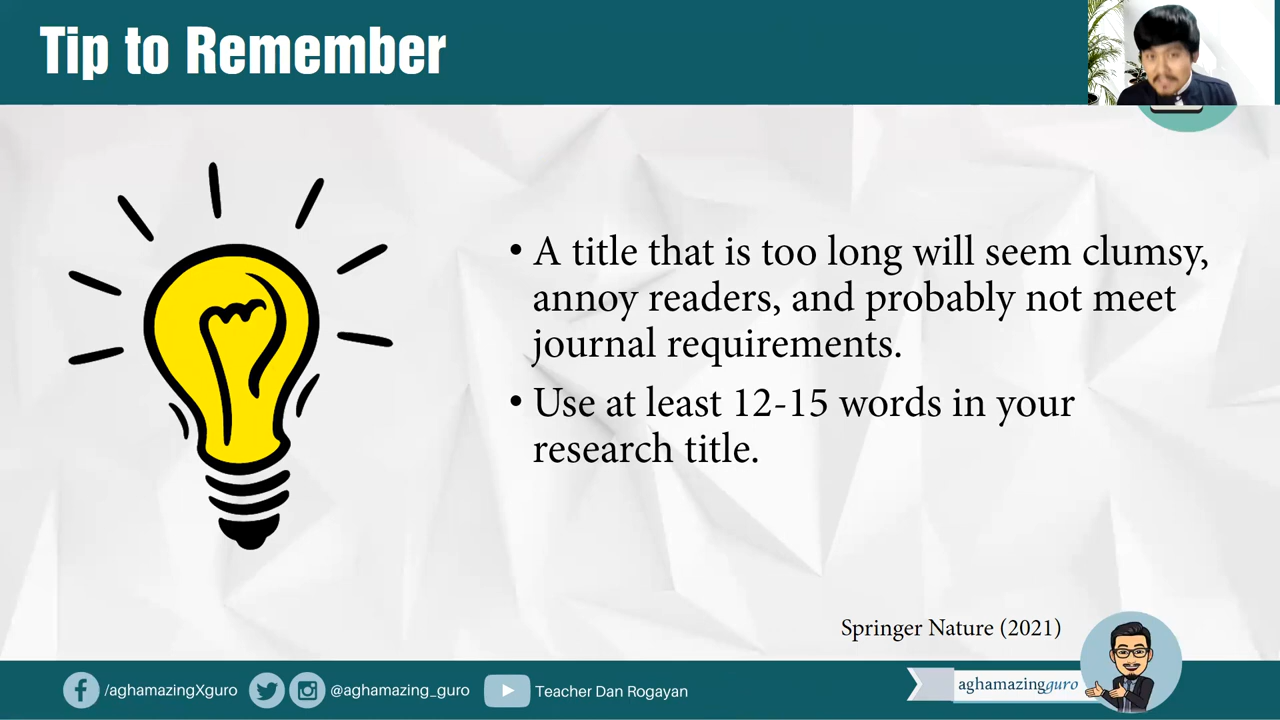 Tip to Remember
• A title that is too long will seem clumsy,
annoy readers, and probably not meet
journal requirements.
• Use at least 12-15 words in your
research title.
Springer Nature (2021)
/aghamazingXguro
@aghamazing_guro
Teacher Dan Rogayan
aghamazingguro